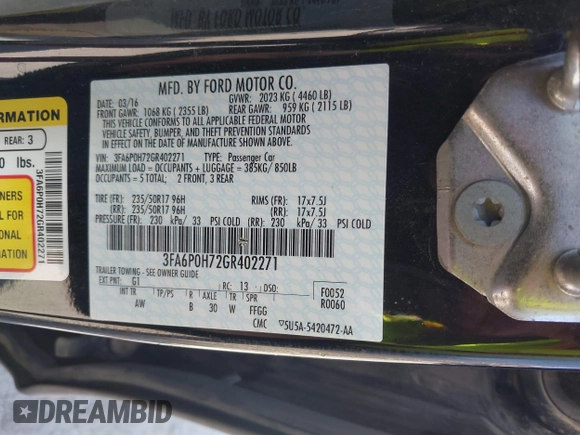 MFD. BY FORD MOTOR CO.
DATE: 03/16 GVWR: 2023 KG ( 4460 LB)
FRONT GAWR: 1068 KG ( 2355 LB) REAR GAWR: 959 KG ( 2115 LB)
THIS VEHICLE CONFORMS TO ALL APPLICABLE FEDERAL MOTOR
VEHICLE SAFETY, BUMPER, AND THEFT PREVENTION STANDARDS IN
EFFECT ON THE DATE OF MANUFACTURE SHOWN ABOVE.
VIN: 3FA6P0H72GR402271 TYPE: Passenger Car
MAXIMUM LOAD = OCCUPANTS + LUGGAGE = 385KG/ 850LB
OCCUPANTS = 5 TOTAL: 2 FRONT, 3 REAR
TIRE (FR): 235/50R17 96H RIMS (FR): 17x7.5J
(RR): 235/50R17 96H (RR): 17x7.5J
PRESSURE (FR): 230 kPa/ 33 PSI COLD (RR): 230 kPa/ 33 PSI COLD
3FA6P0H72GR402271
TRAILER TOWING - SEE OWNER GUIDE
EXT PNT: G1 RC: 13 DSO: F0052
R0060
INT TR TP/PS R AXLE TR SPR
AW B 30 W FFGG
CMC 5U5A-5420472-AA
FORMATION
REAR: 3
0 lbs.
3FA6P0H72GR402271
NERS
L FOR
ONAL
ATION
DREAMBID